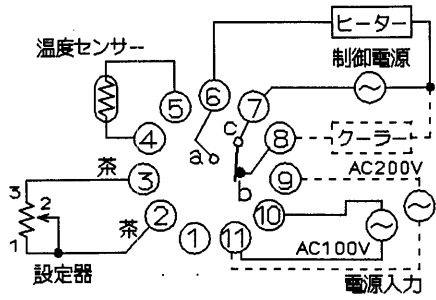 ヒーター
温度センサー
制御電源
6
5
7
4
c
8
クーラー
a
茶
3
9
AC200V
b
3
2
茶
2
10
1
11
1
AC100V
設定器
電源入力